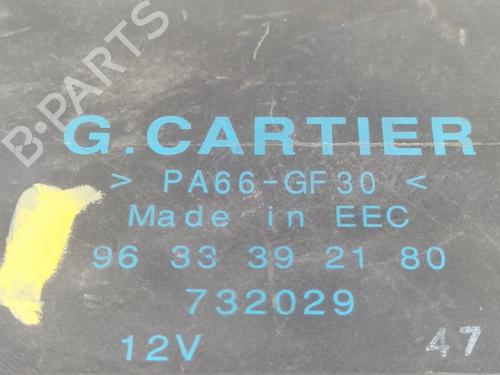 B-PARTS
G.CARTIER
> PA66-GF30 <
Made in EEC
96 33 39 21 80
732029
12V 47